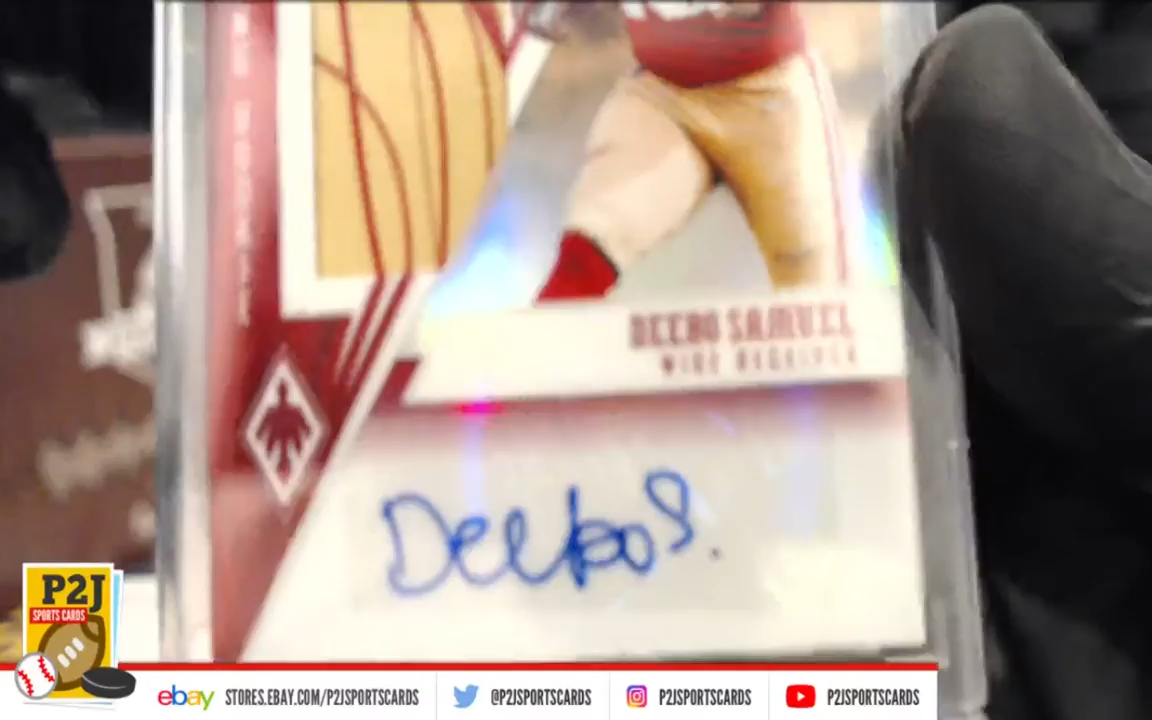 DEEBO SAMUEL
WIDE RECEIVER
Deebo S.
P2J
SPORTS CARDS
ebay STORES.EBAY.COM/P2JSPORTSCARDS
@P2JSPORTSCARDS
P2JSPORTSCARDS
P2JSPORTSCARDS